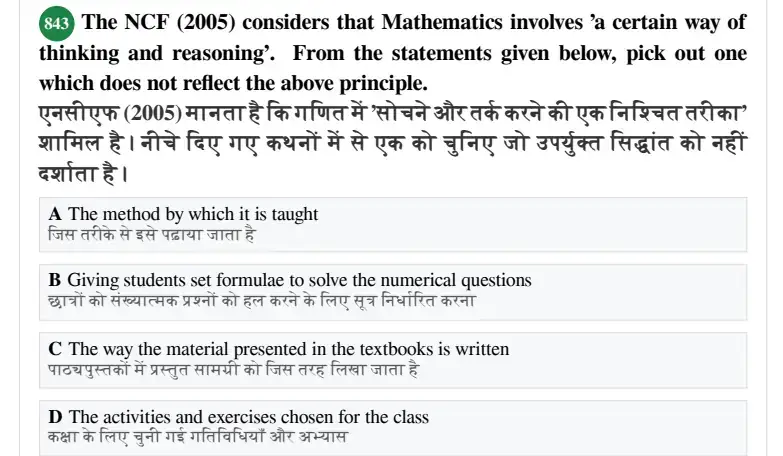 843 The NCF (2005) considers that Mathematics involves ’a certain way of
thinking and reasoning’. From the statements given below, pick out one
which does not reflect the above principle.
एनसीएफ (2005) मानता है कि गणित में ’सोचने और तर्क करने की एक निश्चित तरीका’
शामिल है। नीचे दिए गए कथनों में से एक को चुनिए जो उपर्युक्त सिद्धांत को नहीं
दर्शाता है।
A The method by which it is taught
जिस तरीके से इसे पढाया जाता है
B Giving students set formulae to solve the numerical questions
छात्रों को संख्यात्मक प्रश्नों को हल करने के लिए सूत्र निर्धारित करना
C The way the material presented in the textbooks is written
पाठ्यपुस्तकों में प्रस्तुत सामग्री को जिस तरह लिखा जाता है
D The activities and exercises chosen for the class
कक्षा के लिए चुनी गई गतिविधियाँ और अभ्यास